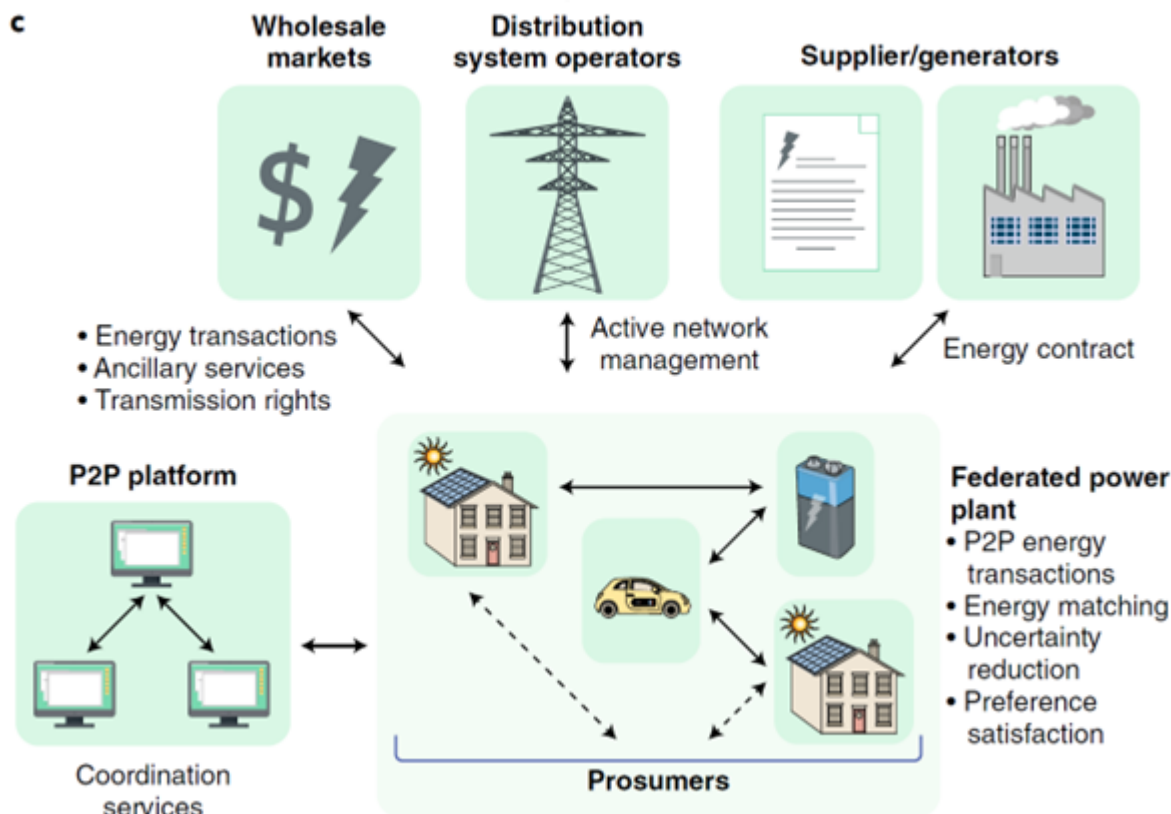 c
Wholesale
markets
Distribution
system operators
Supplier/generators
• Energy transactions
• Ancillary services
• Transmission rights
Active network
management
Energy contract
P2P platform
Coordination
services
Federated power
plant
• P2P energy
transactions
• Energy matching
• Uncertainty
reduction
• Preference
satisfaction
Prosumers